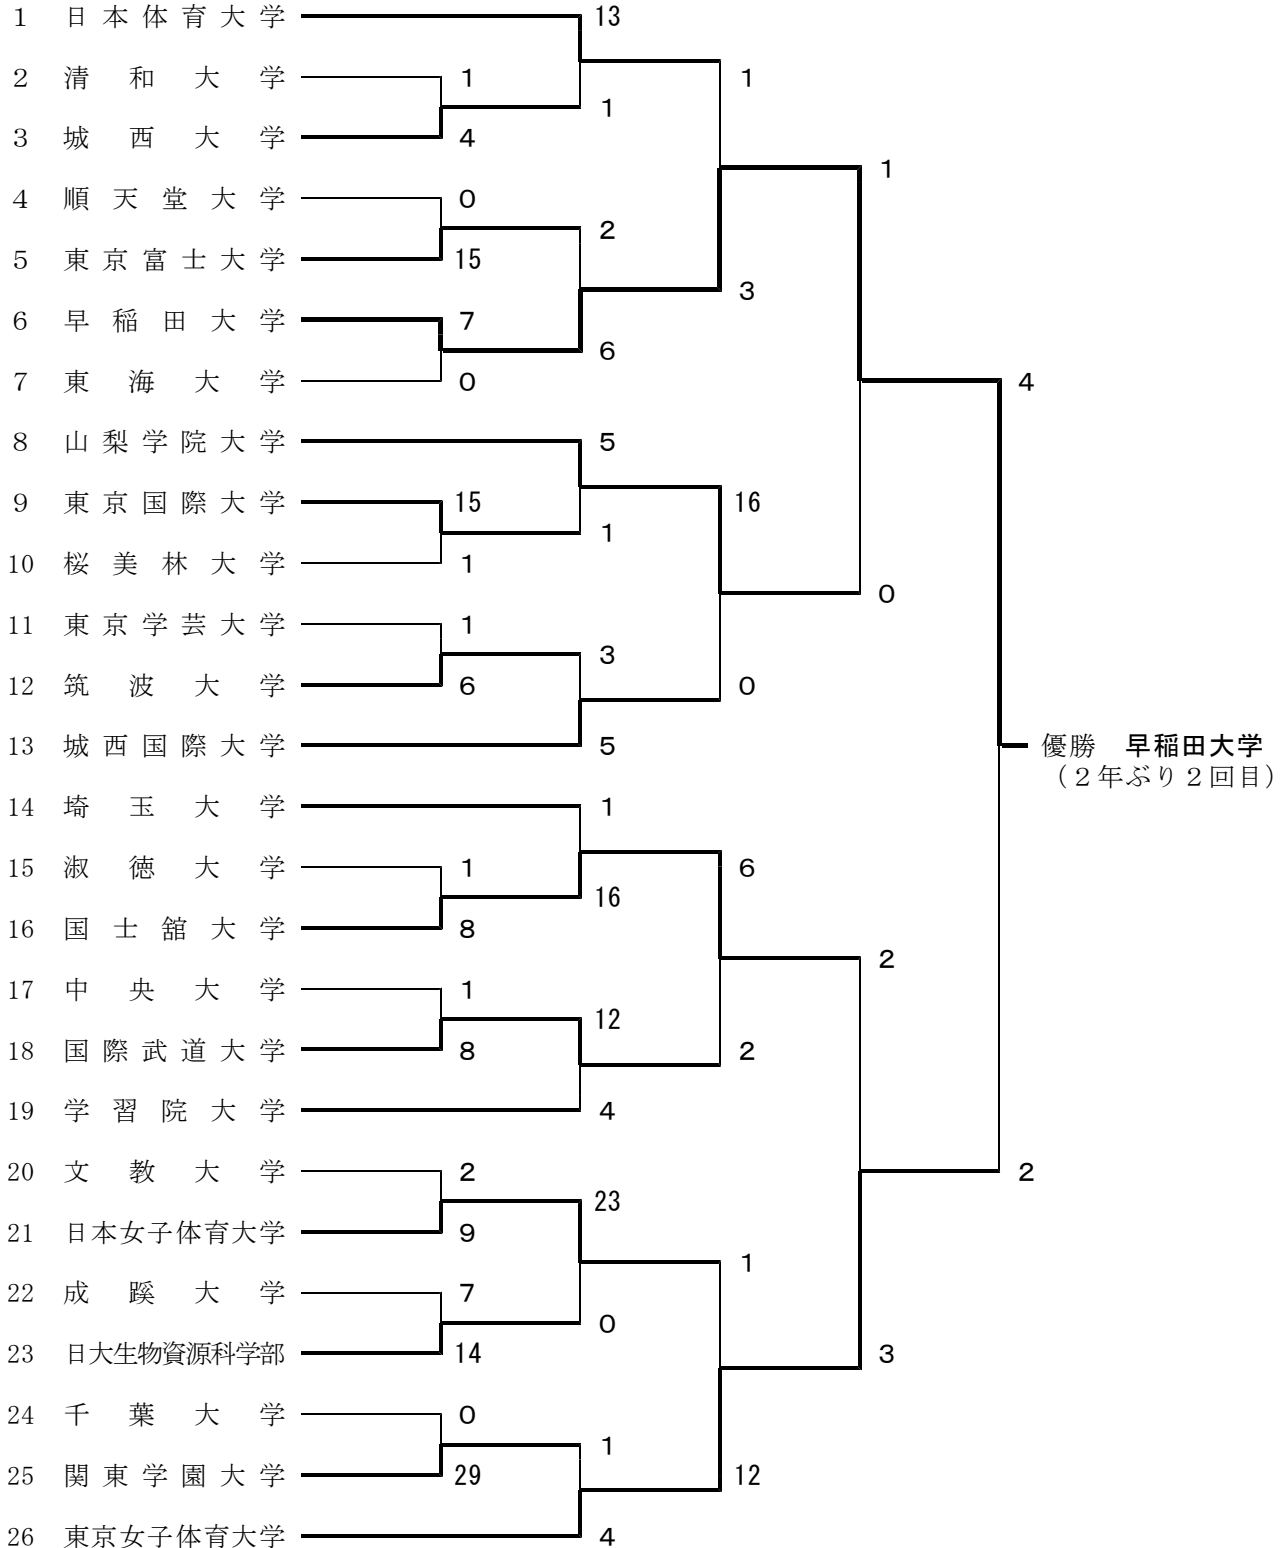 1 日本体育大学 13
2 清和大学 1 1
1
3 城西大学 4
1
4 順天堂大学 0
2
5 東京富士大学 15
3
6 早稲田大学 7
6
7 東海大学 0 4
8 山梨学院大学 5
9 東京国際大学 15 16
1
10 桜美林大学 1
0
11 東京学芸大学 1
3
12 筑波大学 6 0
13 城西国際大学 5 優勝 早稲田大学
(2年ぶり2回目)
14 埼玉大学 1
15 淑徳大学 1 6
16
16 国士舘大学 8
2
17 中央大学 1
12
18 国際武道大学 8 2
19 学習院大学 4
20 文教大学 2 2
23
21 日本女子体育大学 9
1
22 成蹊大学 7
0
23 日大生物資源科学部 14 3
24 千葉大学 0
1
25 関東学園大学 29 12
26 東京女子体育大学 4